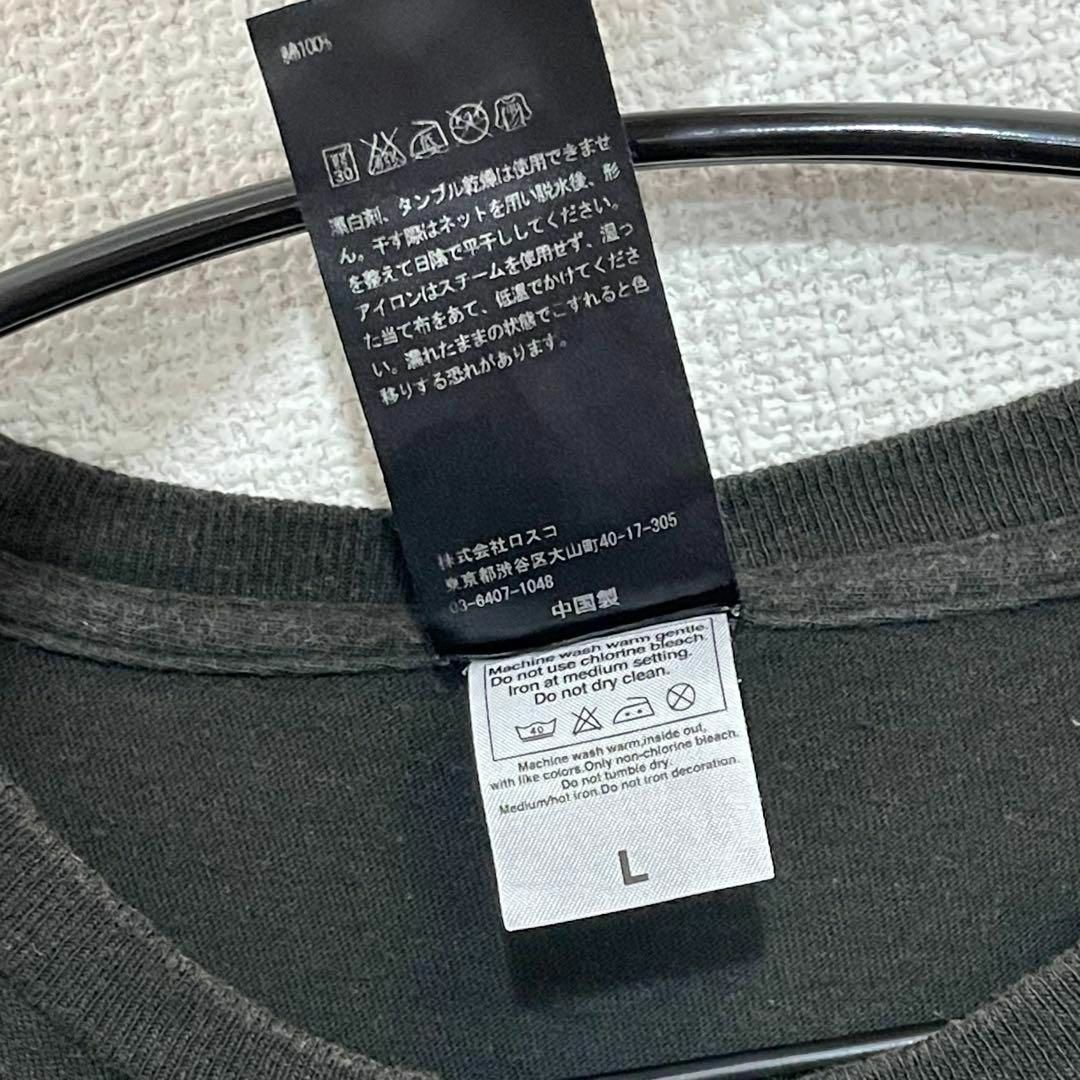 綿100%
30
漂白剤、タンブル乾燥は使用できませ
ん。干す際はネットを用い脱水後、形
を整えて日陰で平干ししてください。
アイロンはスチームを使用せず、湿っ
た当て布をあて、低温でかけてくださ
い。濡れたままの状態でこすれると色
移りする恐れがあります。
株式会社ロスコ
東京都渋谷区大山町40-17-305
03-6407-1048
中国製
Machine wash warm gentle.
Do not use chlorine bleach.
Iron at medium setting.
Do not dry clean.
40
Machine wash warm,inside out,
with like colors.Only non-chlorine bleach.
Do not tumble dry.
Medium/hot iron.Do not iron decoration.
L